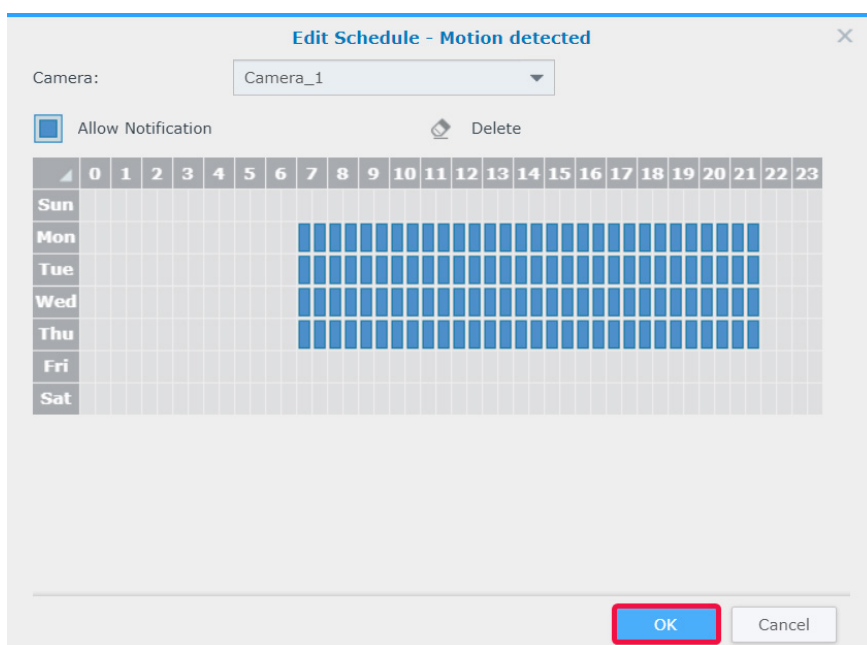 Edit Schedule - Motion detected
Camera: Camera_1
Allow Notification Delete
0 1 2 3 4 5 6 7 8 9 10 11 12 13 14 15 16 17 18 19 20 21 22 23
Sun
Mon
Tue
Wed
Thu
Fri
Sat
OK Cancel